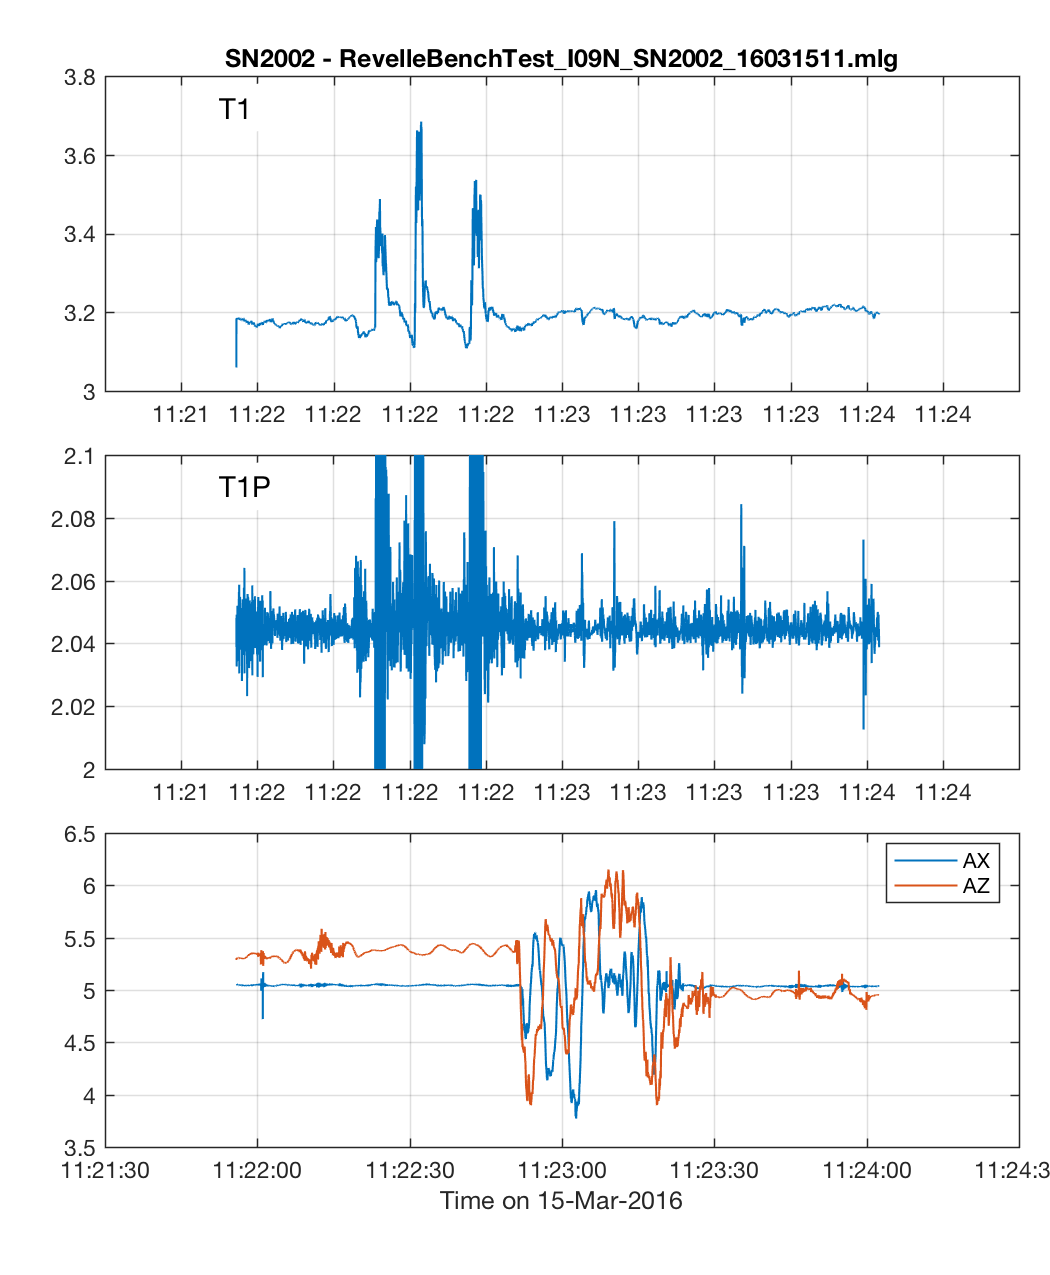 SN2002 - RevelleBenchTest_I09N_SN2002_16031511.mlg
3.8
T1
3.6
3.4
3.2
3
11:21 11:22 11:22 11:22 11:22 11:23 11:23 11:23 11:23 11:24 11:24
2.1
T1P
2.08
2.06
2.04
2.02
2
11:21 11:22 11:22 11:22 11:22 11:23 11:23 11:23 11:23 11:24 11:24
6.5
AX
6
AZ
5.5
5
4.5
4
3.5
11:21:30 11:22:00 11:22:30 11:23:00 11:23:30 11:24:00 11:24:3
Time on 15-Mar-2016